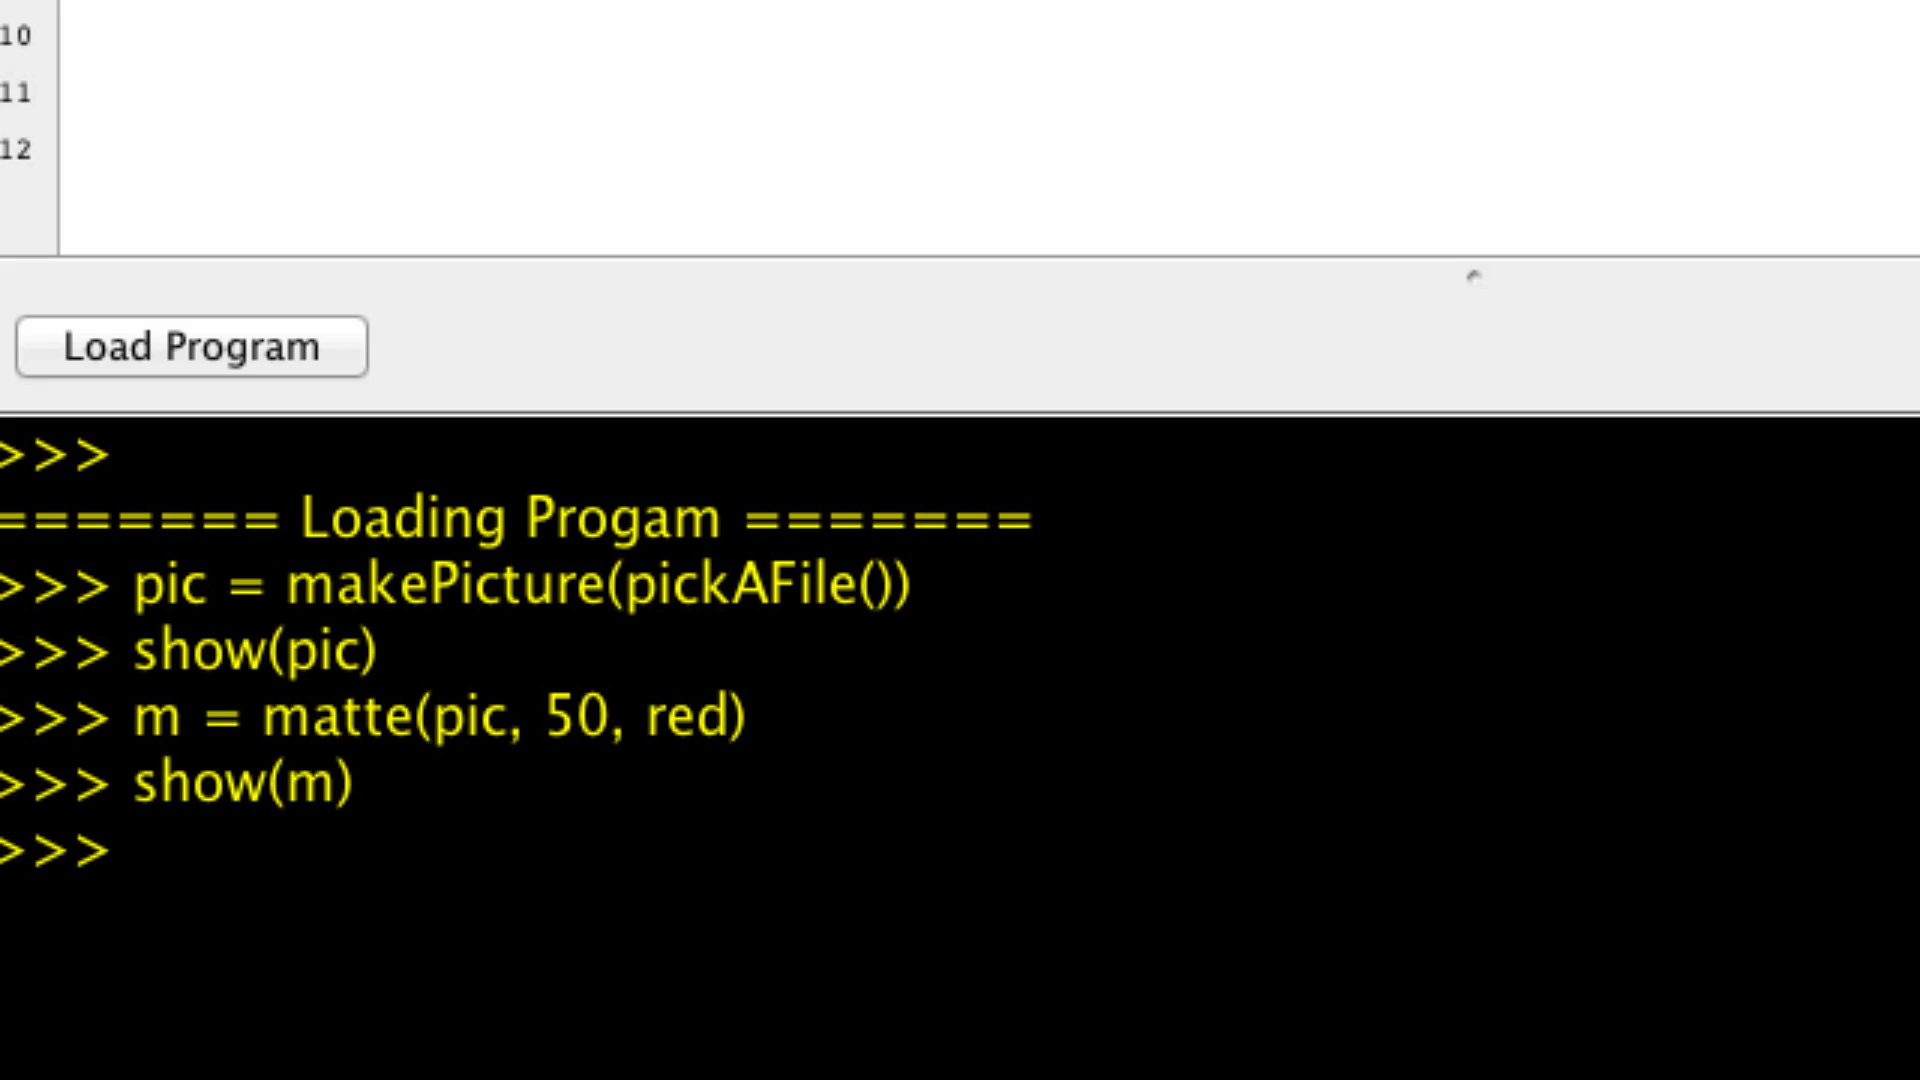 10
11
12
Load Program
>>>
======= Loading Progam =======
>>> pic = makePicture(pickAFile())
>>> show(pic)
>>> m = matte(pic, 50, red)
>>> show(m)
>>>